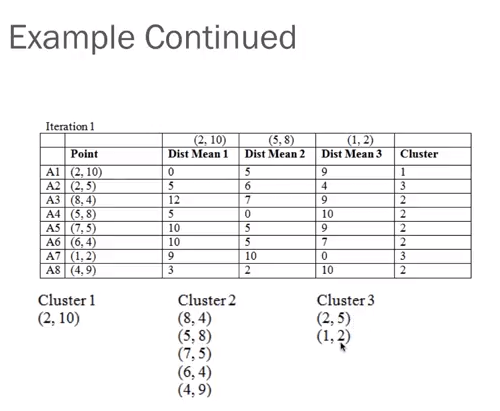 Example Continued
Iteration 1
(2, 10) (5, 8) (1, 2)
Point Dist Mean 1 Dist Mean 2 Dist Mean 3 Cluster
A1 (2, 10) 0 5 9 1
A2 (2, 5) 5 6 4 3
A3 (8, 4) 12 7 9 2
A4 (5, 8) 5 0 10 2
A5 (7, 5) 10 5 9 2
A6 (6, 4) 10 5 7 2
A7 (1, 2) 9 10 0 3
A8 (4, 9) 3 2 10 2
Cluster 1 Cluster 2 Cluster 3
(2, 10) (8, 4) (2, 5)
(5, 8) (1, 2)
(7, 5)
(6, 4)
(4, 9)